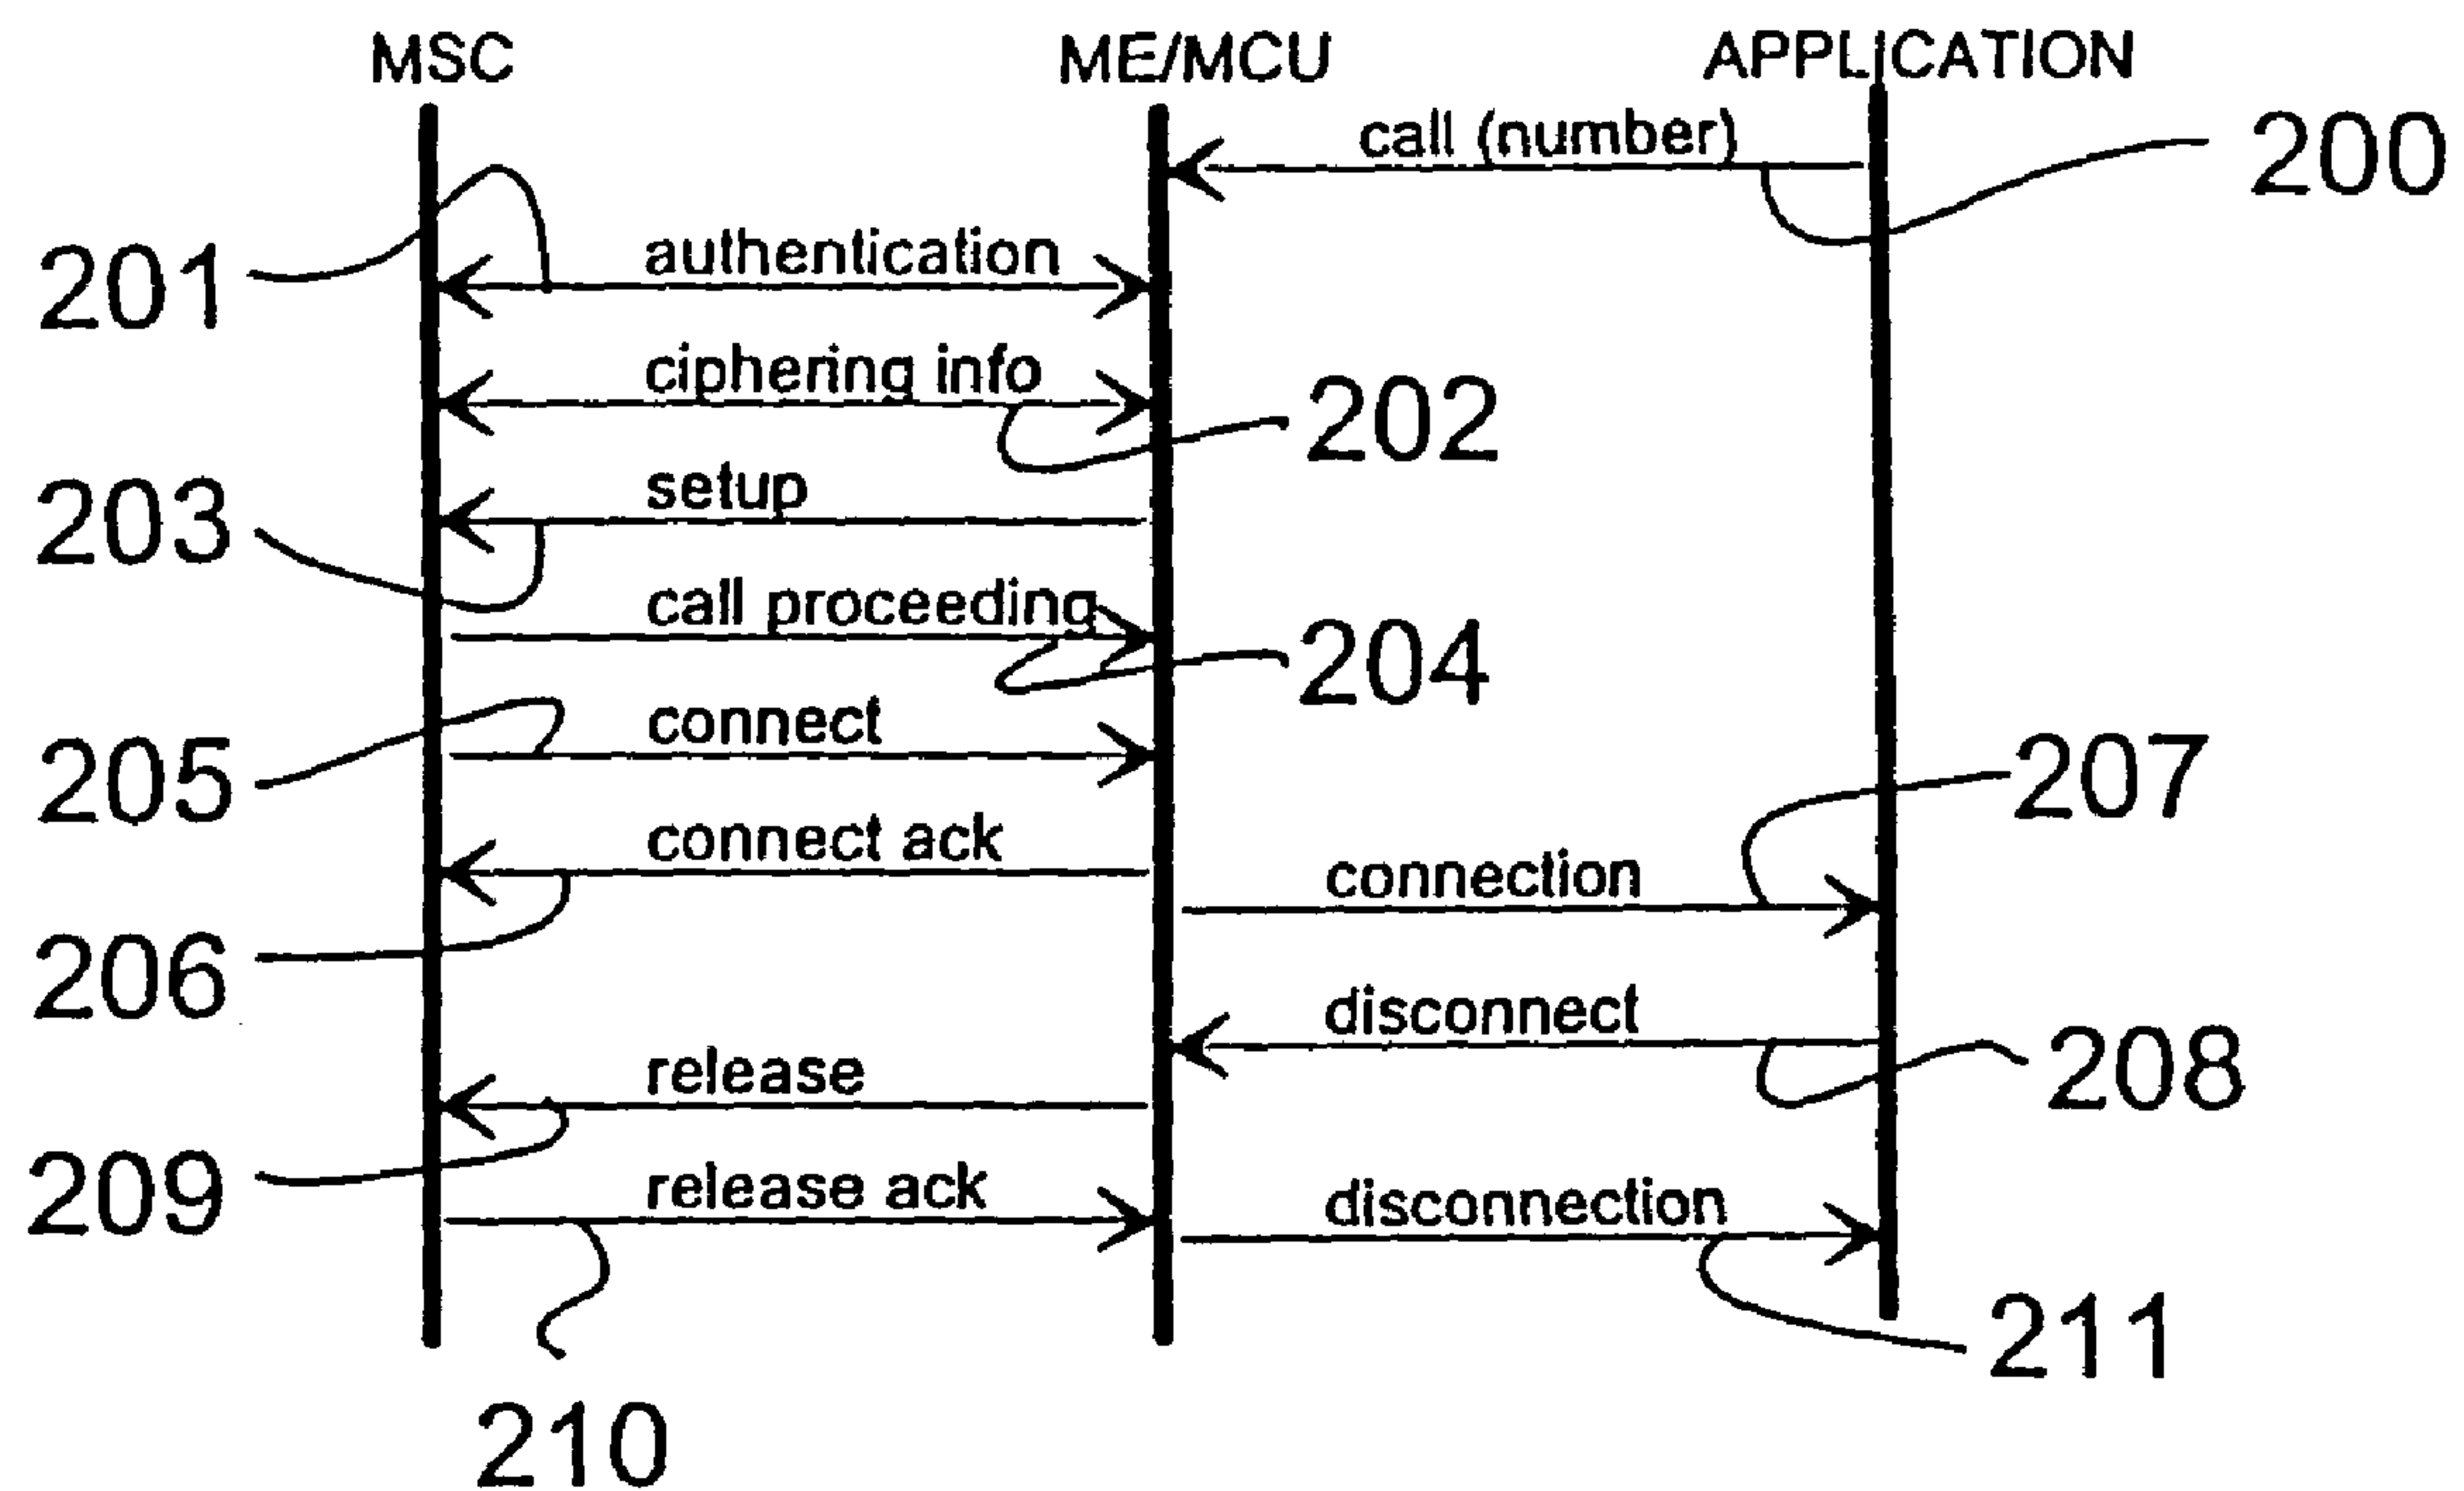 MSC ME/MCU APPLICATION
call (number) 200
201 authentication
ciphering info 202
203 setup
call proceeding 204
205 connect 207
connect ack
connection
206 disconnect
release 208
209 release ack disconnection
211
210